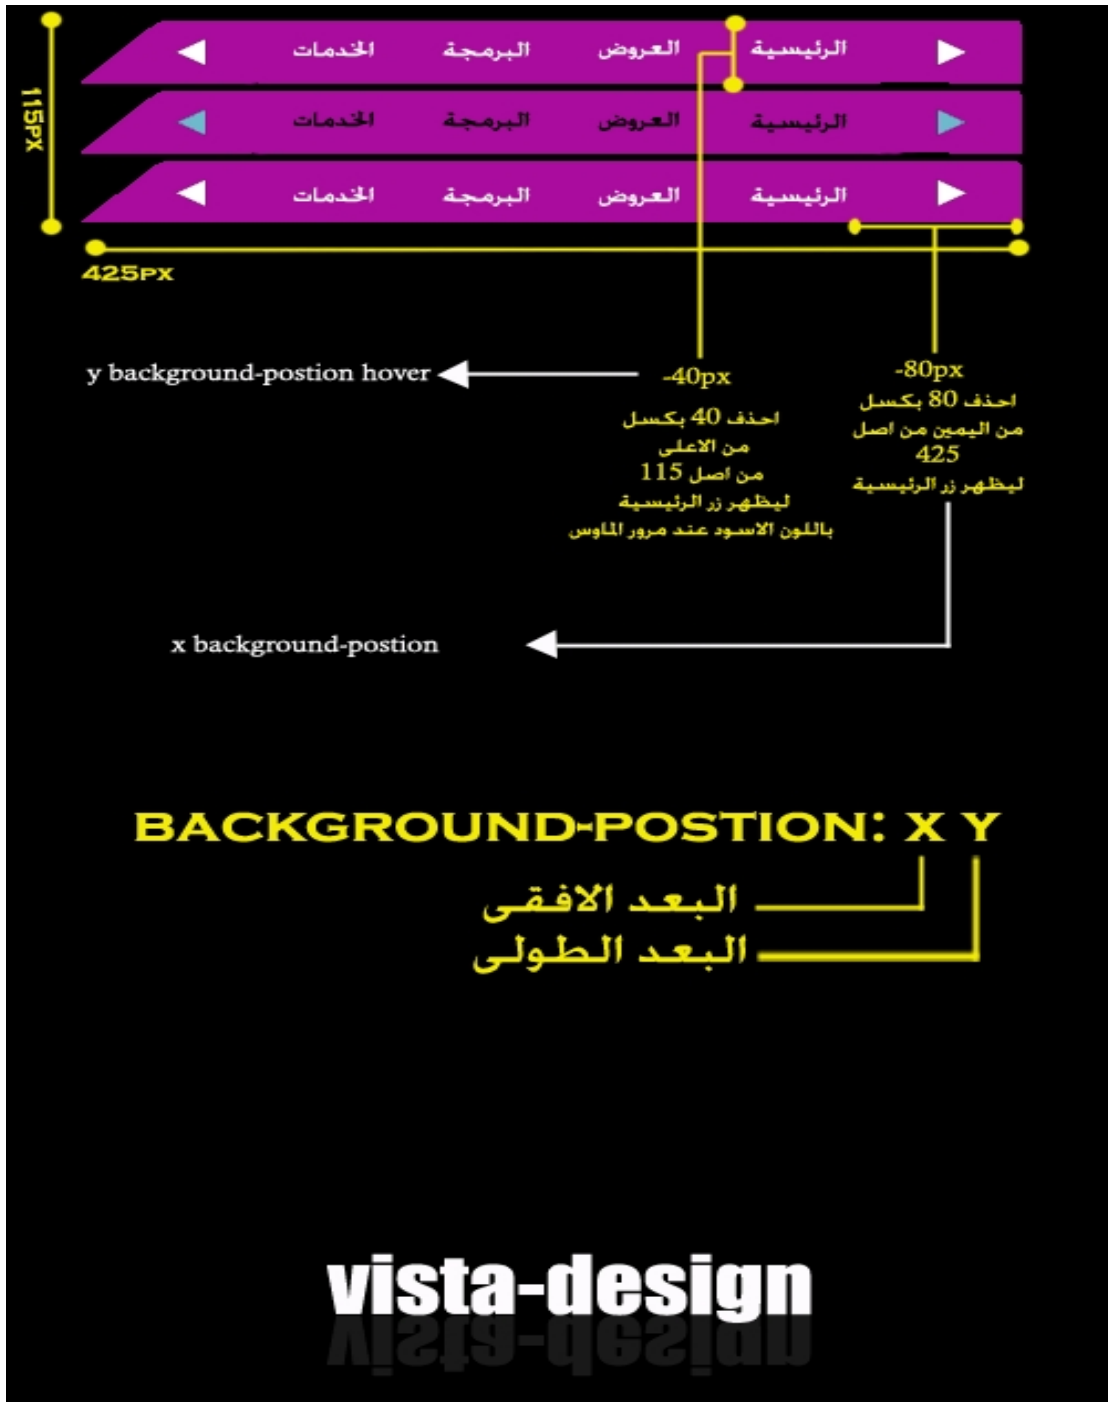 الرئيسية العروض البرمجة الخدمات
الرئيسية العروض البرمجة الخدمات
الرئيسية العروض البرمجة الخدمات
115PX
425PX
y background-postion hover
-40px
احذف 40 بكسل
من الاعلى
من اصل 115
ليظهر زر الرئيسية
باللون الاسود عند مرور الماوس
-80px
احذف 80 بكسل
من اليمين من اصل
425
ليظهر زر الرئيسية
x background-postion
BACKGROUND-POSTION: X Y
البعد الافقى
البعد الطولى
vista-design